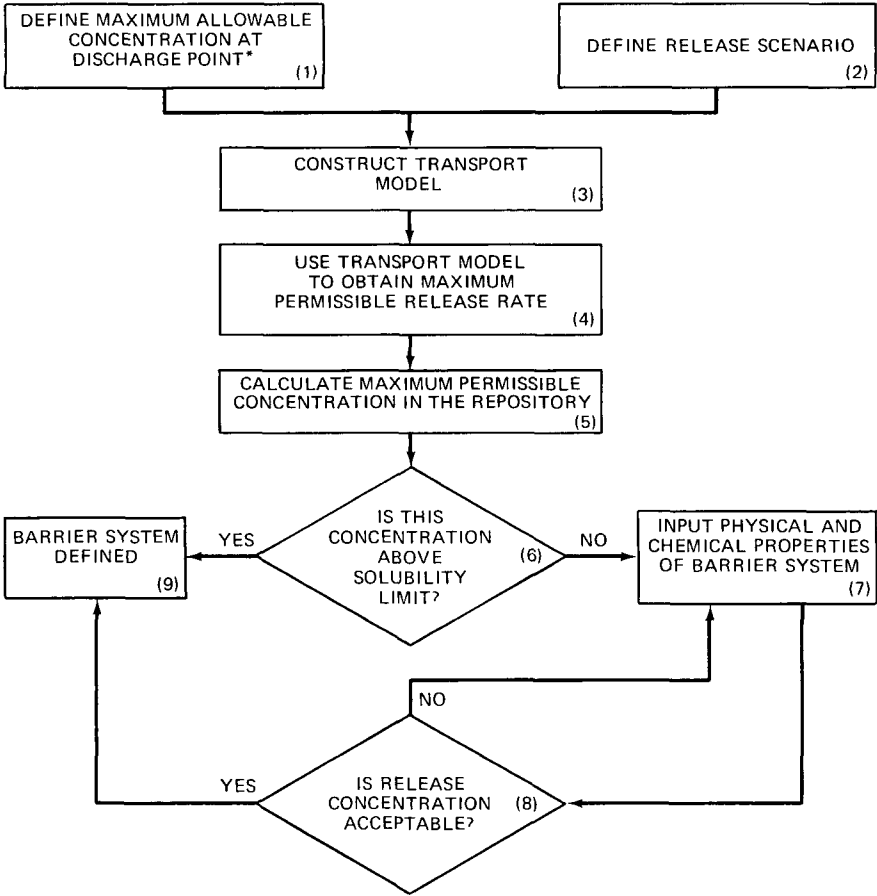 DEFINE MAXIMUM ALLOWABLE
CONCENTRATION AT
DISCHARGE POINT*
(1)
DEFINE RELEASE SCENARIO
(2)
CONSTRUCT TRANSPORT
MODEL
(3)
USE TRANSPORT MODEL
TO OBTAIN MAXIMUM
PERMISSIBLE RELEASE RATE
(4)
CALCULATE MAXIMUM PERMISSIBLE
CONCENTRATION IN THE REPOSITORY
(5)
IS THIS
CONCENTRATION
ABOVE
SOLUBILITY
LIMIT?
(6)
YES
NO
BARRIER SYSTEM
DEFINED
(9)
INPUT PHYSICAL AND
CHEMICAL PROPERTIES
OF BARRIER SYSTEM
(7)
NO
YES
IS RELEASE
CONCENTRATION
ACCEPTABLE?
(8)